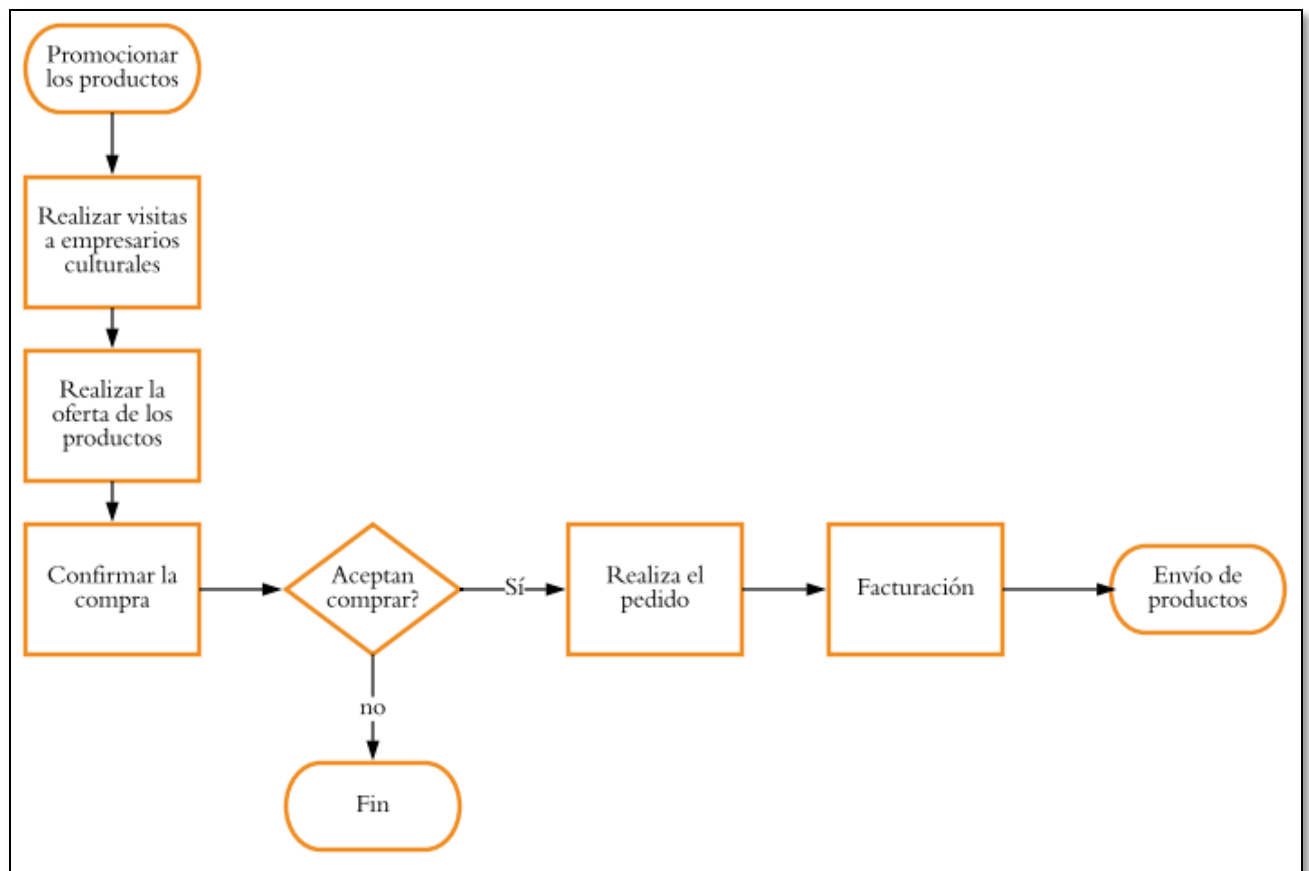 Promocionar
los productos
Realizar visitas
a empresarios
culturales
Realizar la
oferta de los
productos
Confirmar la
compra
Aceptan
comprar?
Sí
Realiza el
pedido
Facturación
Envío de
productos
no
Fin